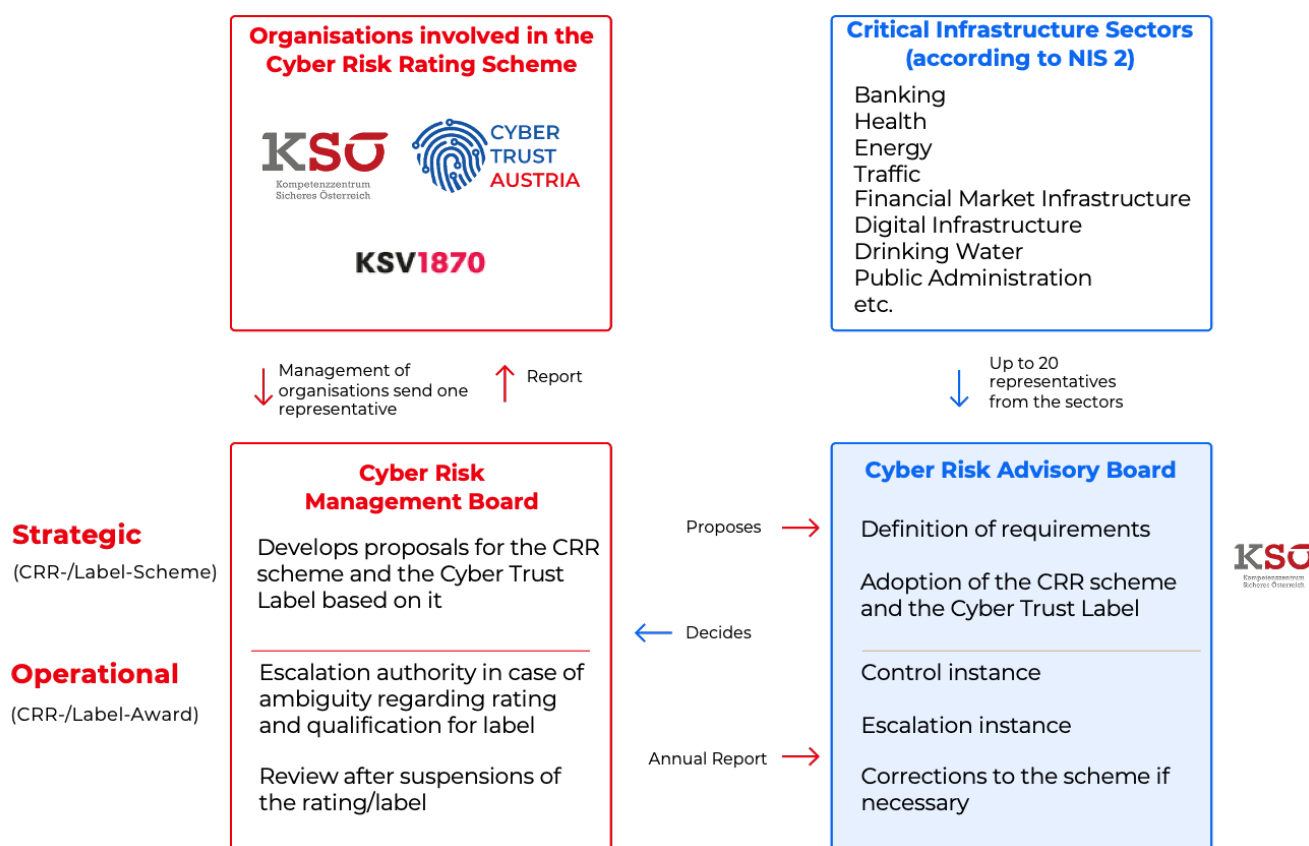 Organisations involved in the
Cyber Risk Rating Scheme
KSÖ
Kompetenzzentrum
Sicheres Österreich
CYBER
TRUST
AUSTRIA
KSV1870
Critical Infrastructure Sectors
(according to NIS 2)
Banking
Health
Energy
Traffic
Financial Market Infrastructure
Digital Infrastructure
Drinking Water
Public Administration
etc.
Management of
organisations send one
representative
Report
Up to 20
representatives
from the sectors
Strategic
(CRR-/Label-Scheme)
Operational
(CRR-/Label-Award)
Cyber Risk
Management Board
Develops proposals for the CRR
scheme and the Cyber Trust
Label based on it
Escalation authority in case of
ambiguity regarding rating
and qualification for label
Review after suspensions of
the rating/label
Proposes
Decides
Annual Report
Cyber Risk Advisory Board
Definition of requirements
Adoption of the CRR scheme
and the Cyber Trust Label
Control instance
Escalation instance
Corrections to the scheme if
necessary
KSÖ
Kompetenzzentrum
Sicheres Österreich